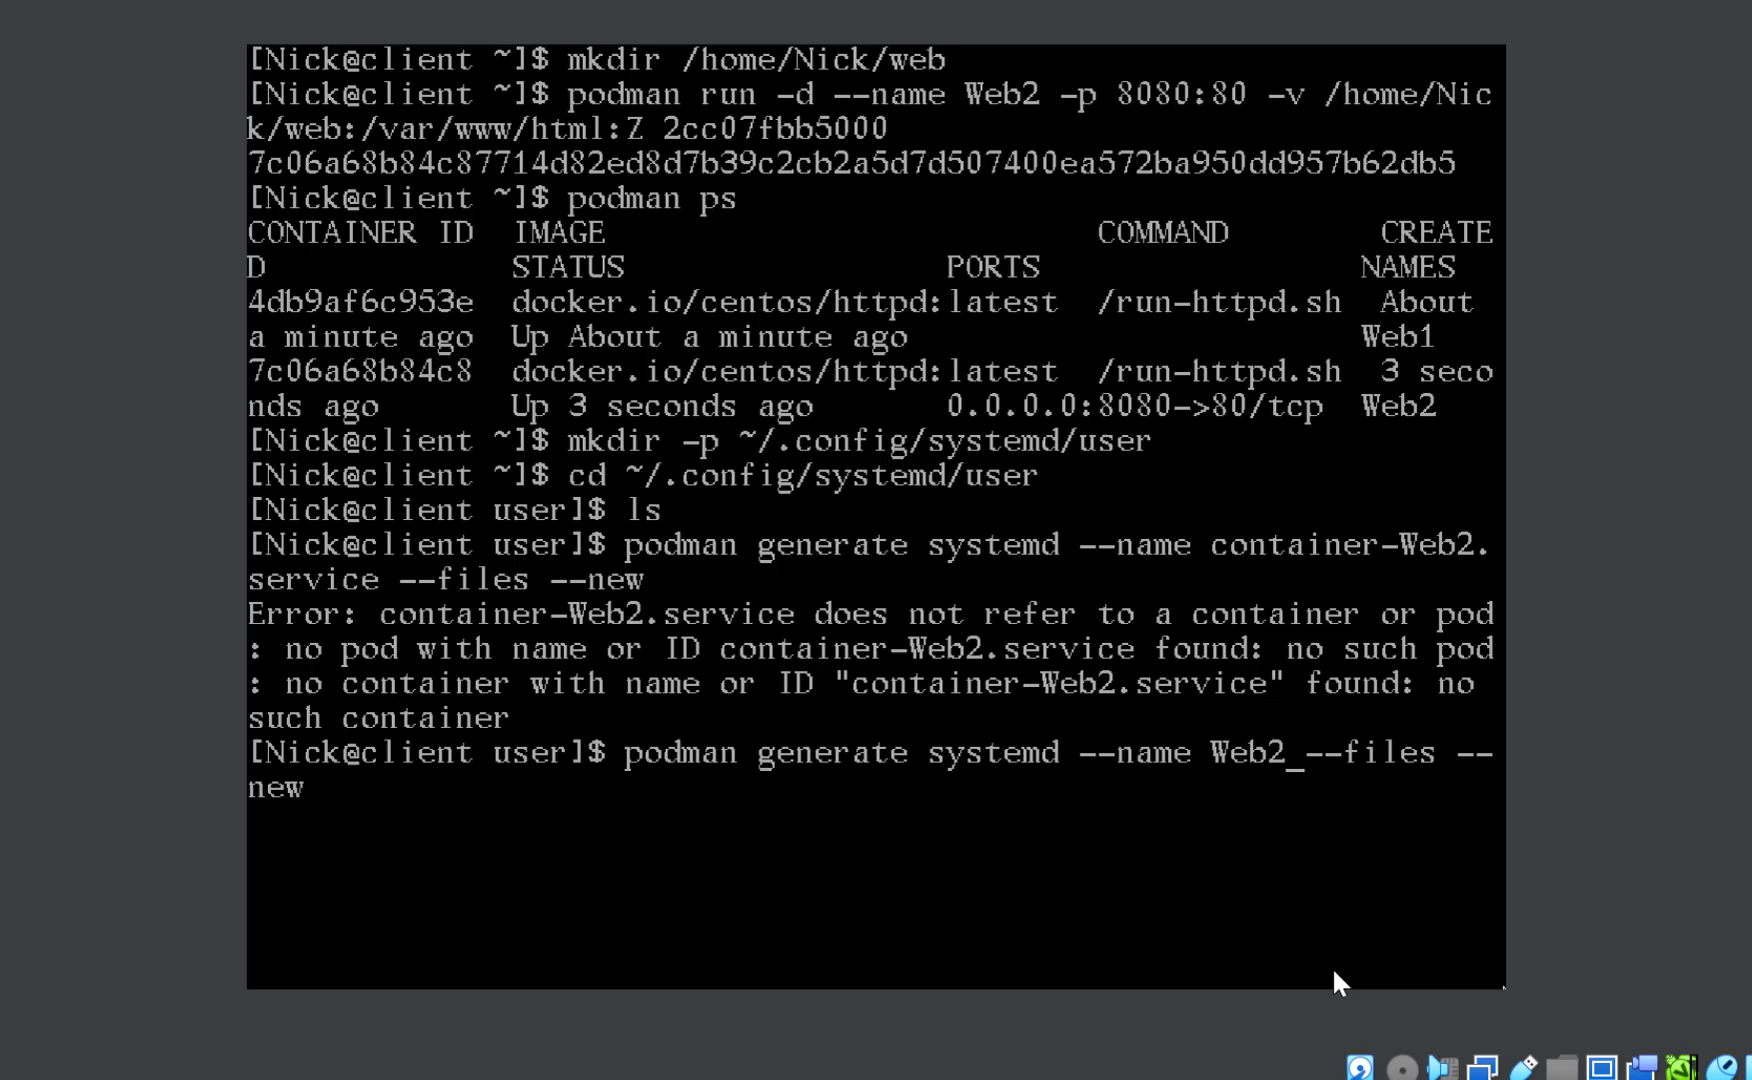 [Nick@client ~]$ mkdir /home/Nick/web
[Nick@client ~]$ podman run -d --name Web2 -p 8080:80 -v /home/Nic
k/web:/var/www/html:Z 2cc07fbb5000
7c06a68b84c87714d82ed8d7b39c2cb2a5d7d507400ea572ba950dd957b62db5
[Nick@client ~]$ podman ps
CONTAINER ID  IMAGE                          COMMAND        CREATE
D             STATUS                 PORTS                 NAMES
4db9af6c953e  docker.io/centos/httpd:latest  /run-httpd.sh  About
a minute ago  Up About a minute ago                        Web1
7c06a68b84c8  docker.io/centos/httpd:latest  /run-httpd.sh  3 seco
nds ago       Up 3 seconds ago       0.0.0.0:8080->80/tcp  Web2
[Nick@client ~]$ mkdir -p ~/.config/systemd/user
[Nick@client ~]$ cd ~/.config/systemd/user
[Nick@client user]$ ls
[Nick@client user]$ podman generate systemd --name container-Web2.
service --files --new
Error: container-Web2.service does not refer to a container or pod
: no pod with name or ID container-Web2.service found: no such pod
: no container with name or ID "container-Web2.service" found: no
such container
[Nick@client user]$ podman generate systemd --name Web2 --files --
new